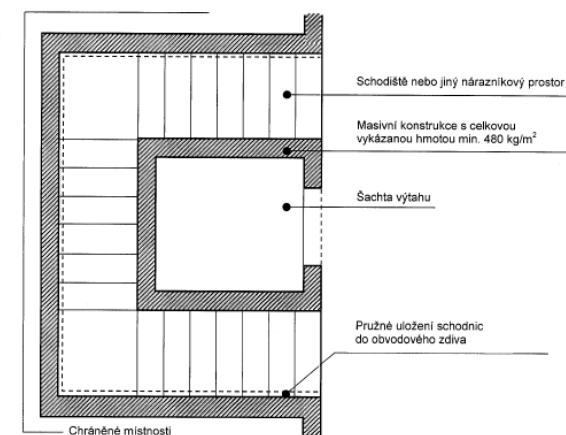 Schodiště nebo jiný nárazníkový prostor
Masivní konstrukce s celkovou
vykázanou hmotou min. 480 kg/m²
Šachta výtahu
Pružné uložení schodnic
do obvodového zdiva
Chráněné místnosti